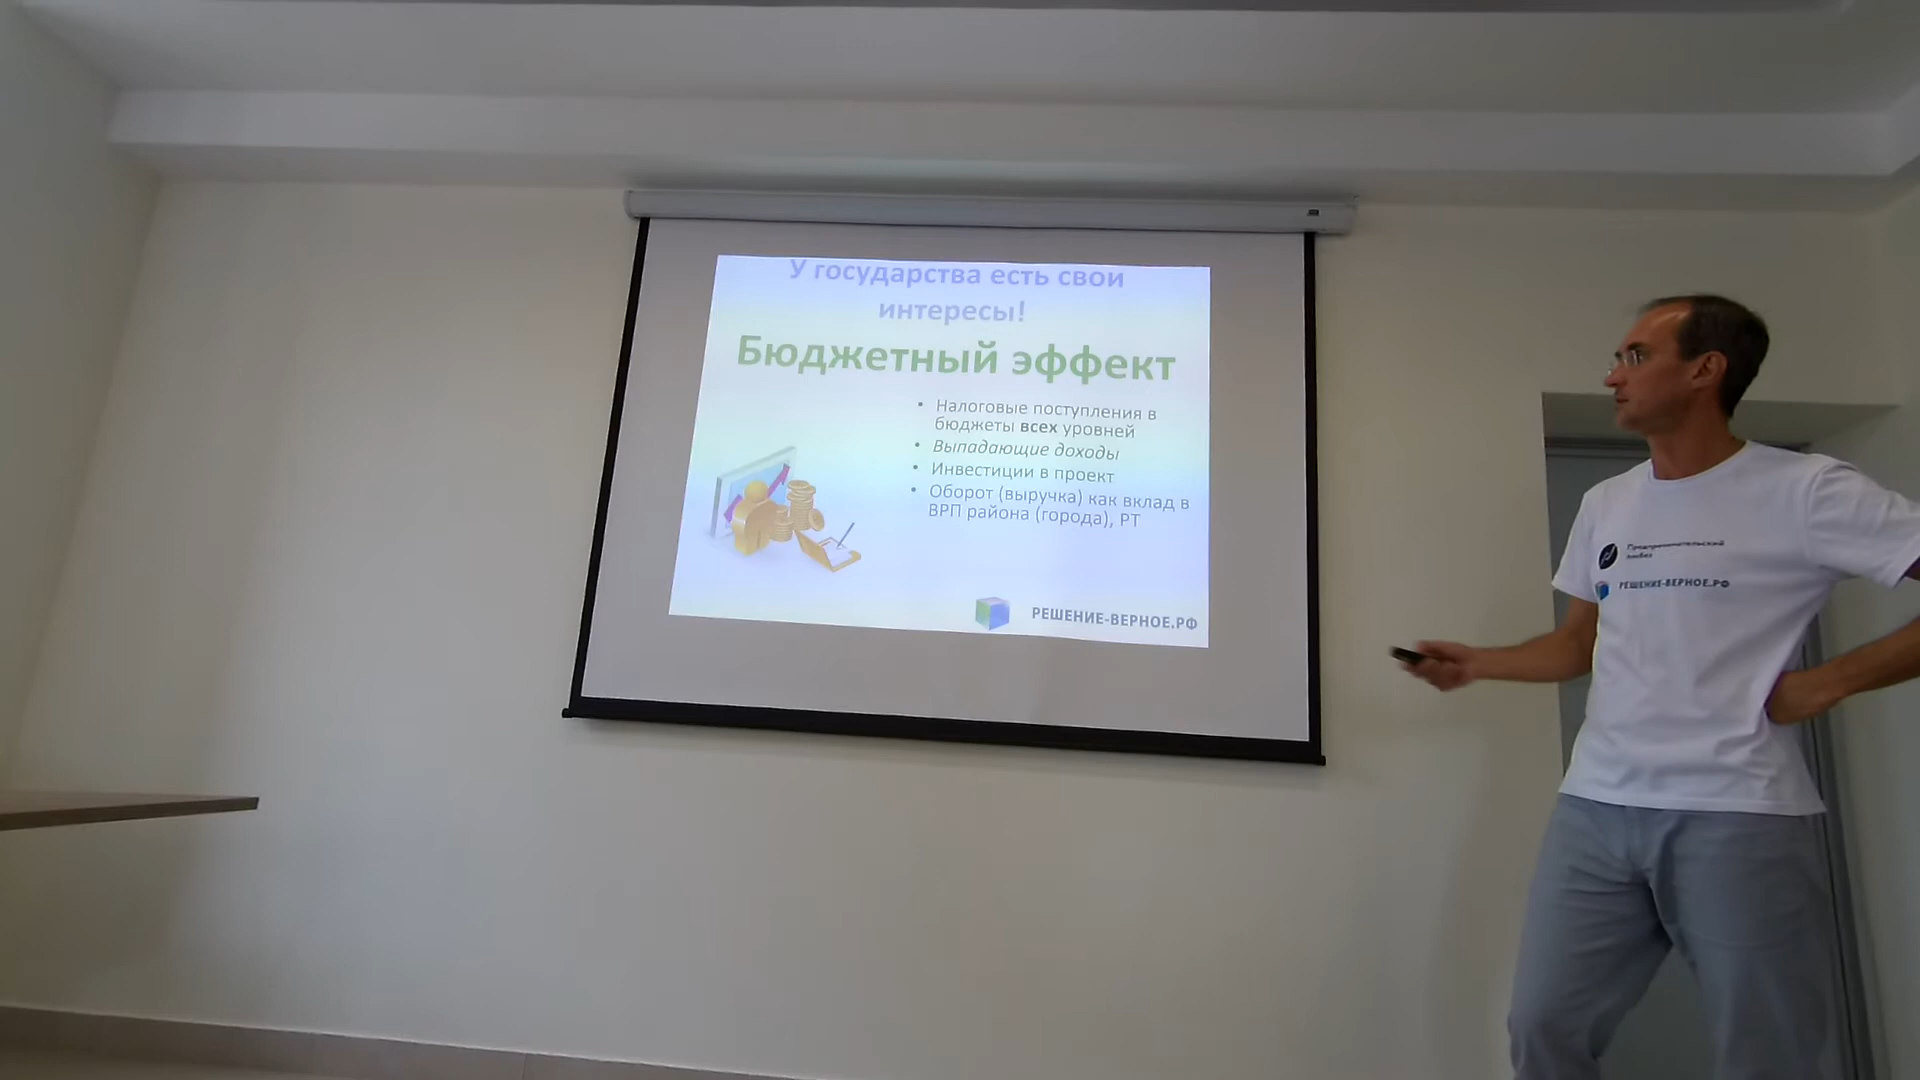 У государства есть свои
интересы!
Бюджетный эффект
• Налоговые поступления в
бюджеты всех уровней
• Выпадающие доходы
• Инвестиции в проект
• Оборот (выручка) как вклад в
ВРП района (города), РТ
РЕШЕНИЕ-ВЕРНОЕ.РФ
Предпринимательский
РЕШЕНИЕ-ВЕРНОЕ.РФ